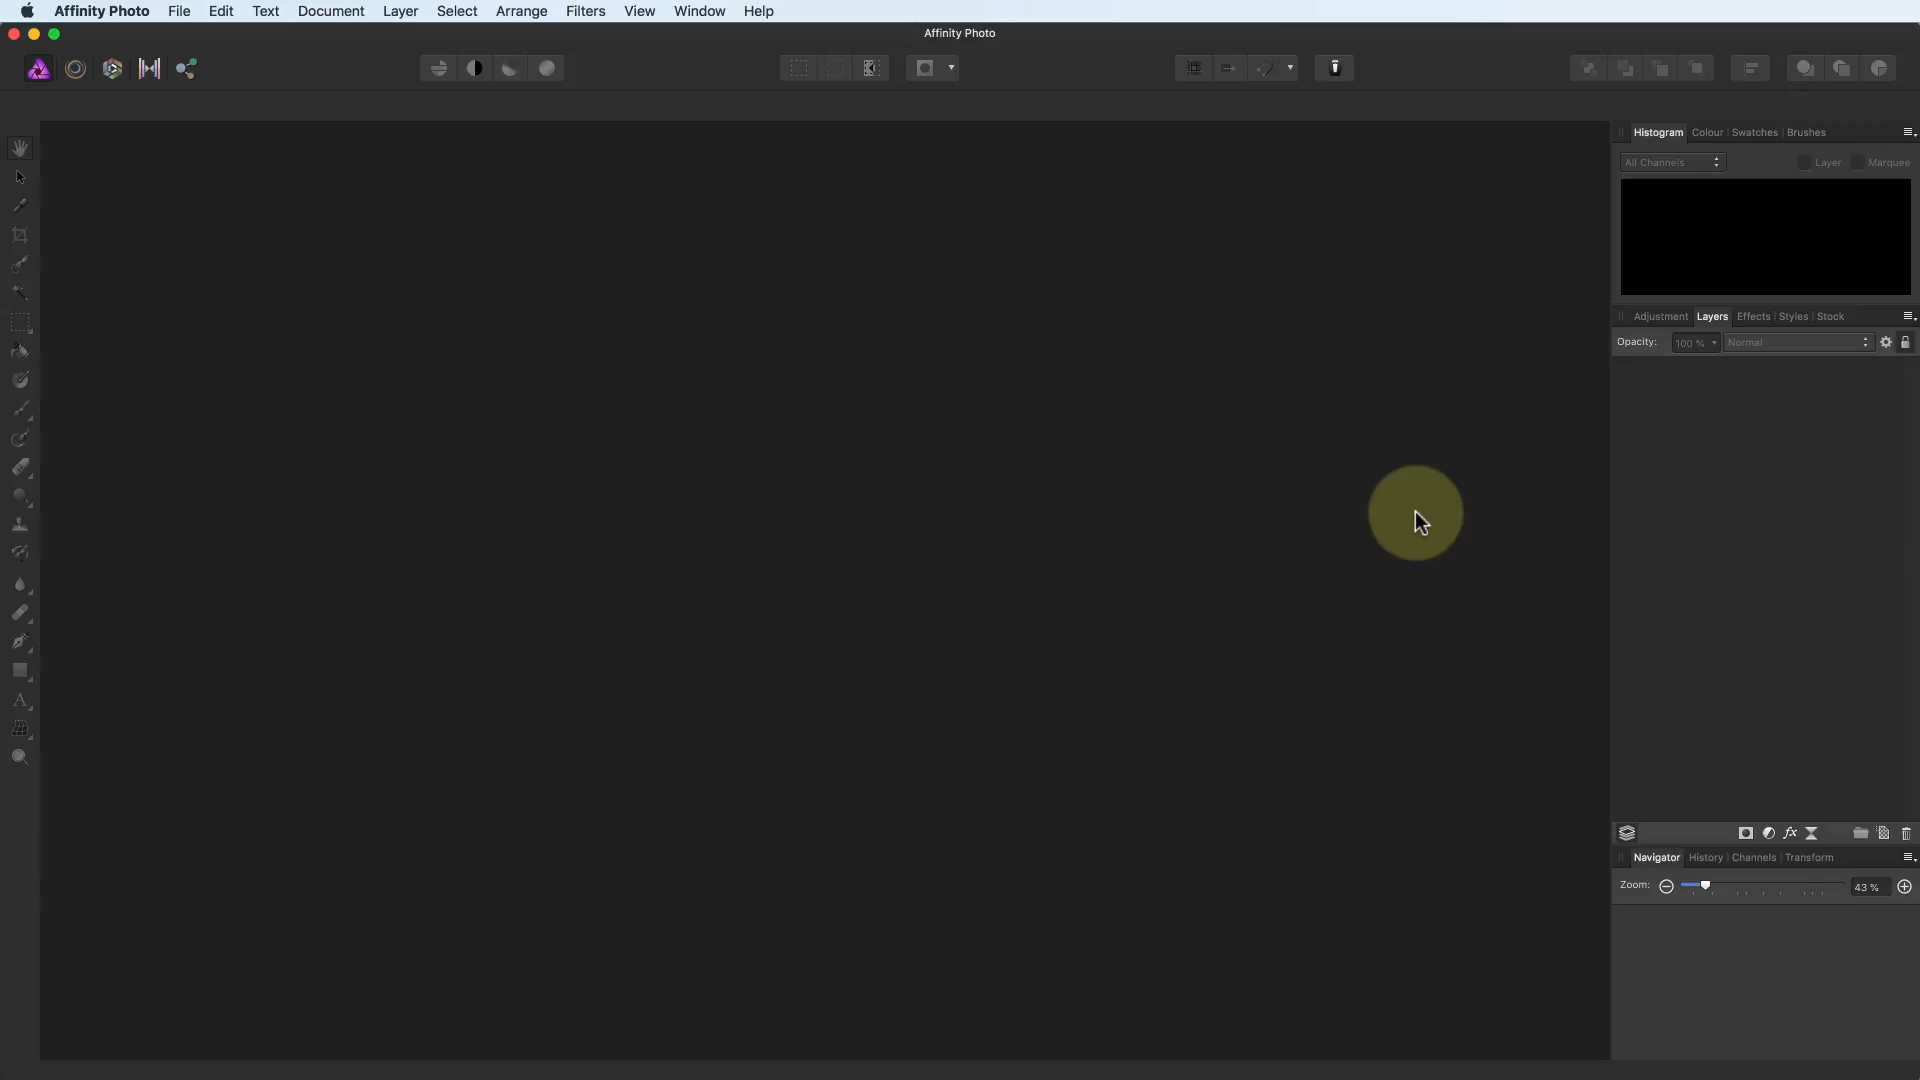 Affinity Photo File Edit Text Document Layer Select Arrange Filters View Window Help
Affinity Photo
Histogram Colour Swatches Brushes
All Channels Layer Marquee
Adjustment Layers Effects Styles Stock
Opacity: 100 % Normal
A
fx
Navigator History Channels Transform
Zoom: 43 %